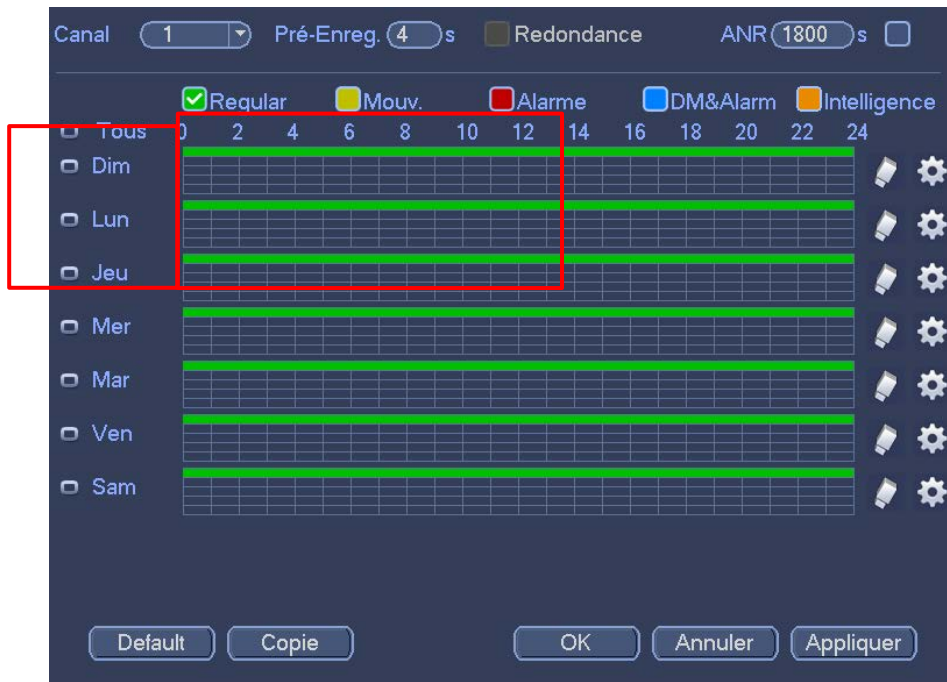 Canal 1 Pré-Enreg. 4 s Redondance ANR 1800 s
Regular Mouv. Alarme DM&Alarm Intelligence
Tous 0 2 4 6 8 10 12 14 16 18 20 22 24
Dim
Lun
Jeu
Mer
Mar
Ven
Sam
Default Copie OK Annuler Appliquer